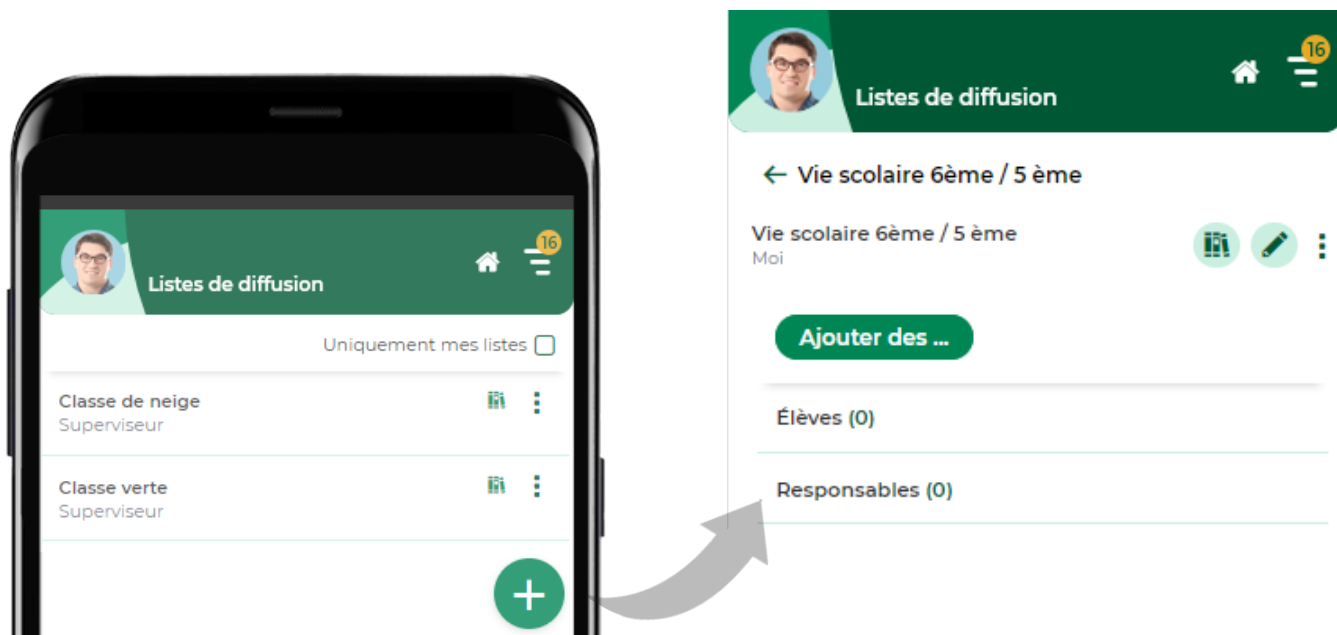 16
Listes de diffusion
Uniquement mes listes
Classe de neige
Superviseur
Classe verte
Superviseur
16
Listes de diffusion
Vie scolaire 6ème / 5 ème
Vie scolaire 6ème / 5 ème
Moi
Ajouter des ...
Élèves (0)
Responsables (0)